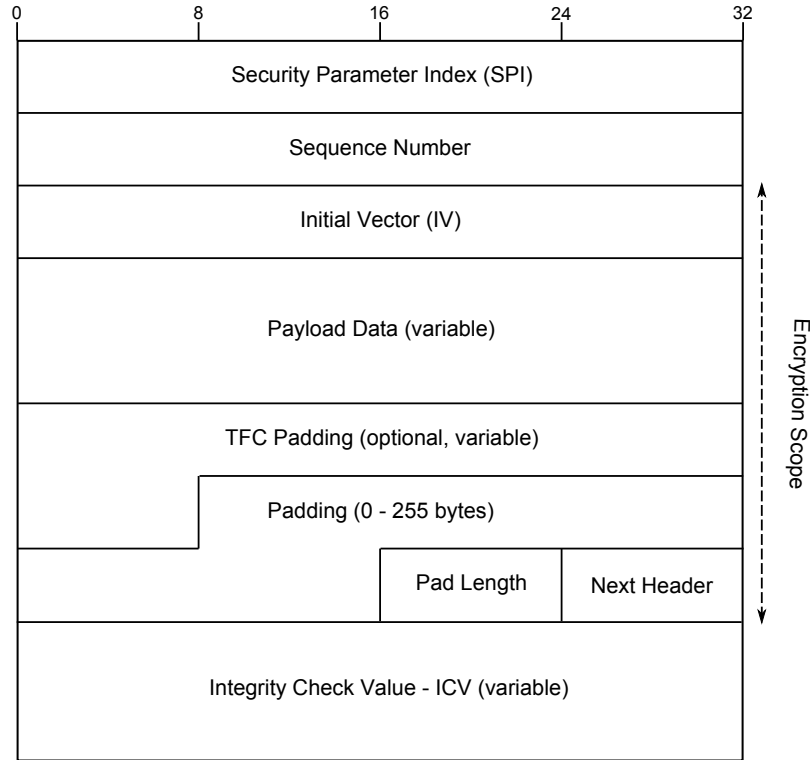 0 8 16 24 32
Security Parameter Index (SPI)
Sequence Number
Initial Vector (IV)
Payload Data (variable)
TFC Padding (optional, variable)
Padding (0 - 255 bytes)
Pad Length Next Header
Integrity Check Value - ICV (variable)
Encryption Scope